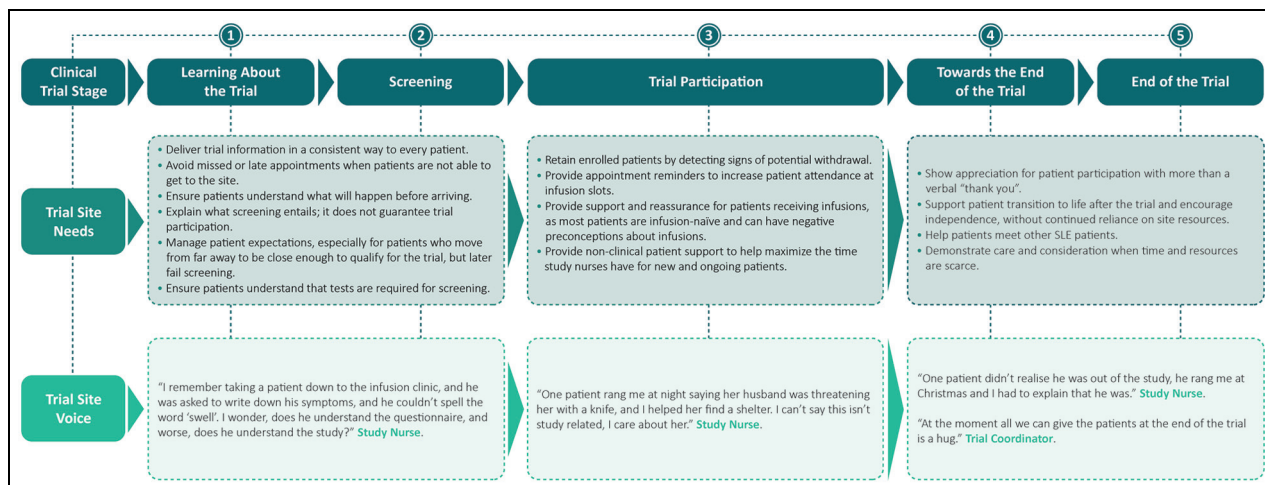 1
2
3
4
5
Clinical
Trial Stage
Learning About
the Trial
Screening
Trial Participation
Towards the End
of the Trial
End of the Trial
Trial Site
Needs
• Deliver trial information in a consistent way to every patient.
• Avoid missed or late appointments when patients are not able to
get to the site.
• Ensure patients understand what will happen before arriving.
• Explain what screening entails; it does not guarantee trial
participation.
• Manage patient expectations, especially for patients who move
from far away to be close enough to qualify for the trial, but later
fail screening.
• Ensure patients understand that tests are required for screening.
• Retain enrolled patients by detecting signs of potential withdrawal.
• Provide appointment reminders to increase patient attendance at
infusion slots.
• Provide support and reassurance for patients receiving infusions,
as most patients are infusion-naïve and can have negative
preconceptions about infusions.
• Provide non-clinical patient support to help maximize the time
study nurses have for new and ongoing patients.
• Show appreciation for patient participation with more than a
verbal “thank you”.
• Support patient transition to life after the trial and encourage
independence, without continued reliance on site resources.
• Help patients meet other SLE patients.
• Demonstrate care and consideration when time and resources
are scarce.
Trial Site
Voice
“I remember taking a patient down to the infusion clinic, and he
was asked to write down his symptoms, and he couldn’t spell the
word ‘swell’. I wonder, does he understand the questionnaire, and
worse, does he understand the study?” Study Nurse.
“One patient rang me at night saying her husband was threatening
her with a knife, and I helped her find a shelter. I can’t say this isn’t
study related, I care about her.” Study Nurse.
“One patient didn’t realise he was out of the study, he rang me at
Christmas and I had to explain that he was.” Study Nurse.
“At the moment all we can give the patients at the end of the trial
is a hug.” Trial Coordinator.